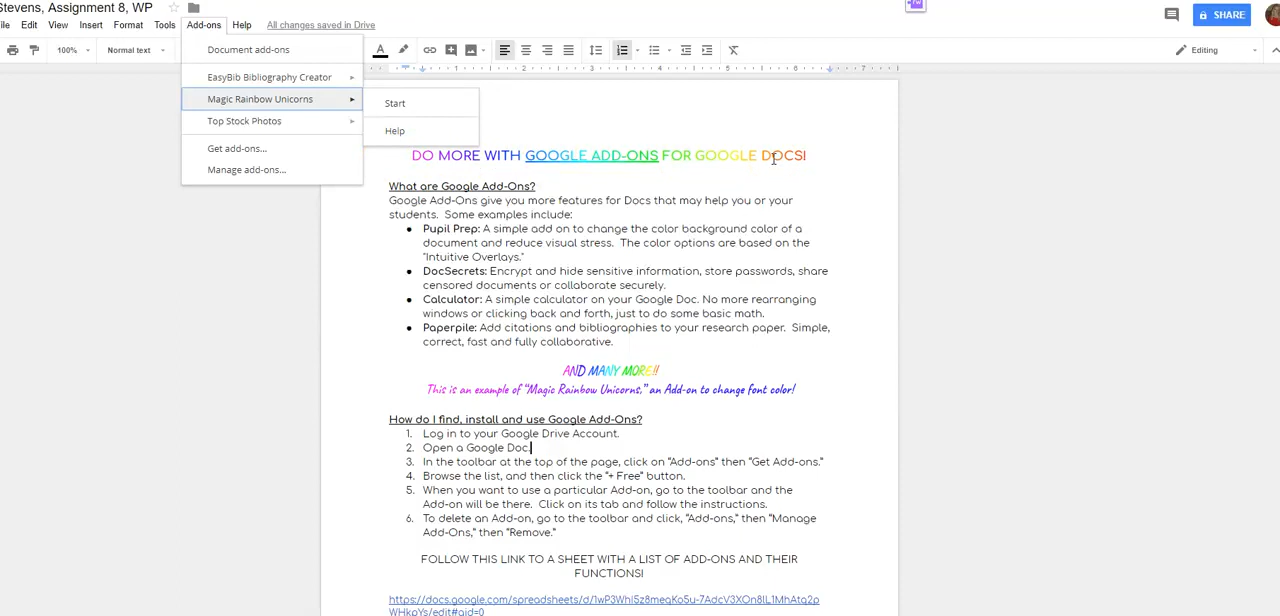 Stevens, Assignment 8, WP
ile Edit View Insert Format Tools Add-ons Help All changes saved in Drive
SHARE
100% Normal text
Editing
Document add-ons
EasyBib Bibliography Creator
Magic Rainbow Unicorns
Top Stock Photos
Get add-ons...
Manage add-ons...
Start
Help
1 2 3 4 5 6 7
DO MORE WITH GOOGLE ADD-ONS FOR GOOGLE DOCS!
What are Google Add-Ons?
Google Add-Ons give you more features for Docs that may help you or your
students. Some examples include:
● Pupil Prep: A simple add on to change the color background color of a
document and reduce visual stress. The color options are based on the
"Intuitive Overlays."
● DocSecrets: Encrypt and hide sensitive information, store passwords, share
censored documents or collaborate securely.
● Calculator: A simple calculator on your Google Doc. No more rearranging
windows or clicking back and forth, just to do some basic math.
● Paperpile: Add citations and bibliographies to your research paper. Simple,
correct, fast and fully collaborative.
AND MANY MORE!!
This is an example of "Magic Rainbow Unicorns," an Add-on to change font color!
How do I find, install and use Google Add-Ons?
1. Log in to your Google Drive Account.
2. Open a Google Doc.
3. In the toolbar at the top of the page, click on "Add-ons" then "Get Add-ons."
4. Browse the list, and then click the "+ Free" button.
5. When you want to use a particular Add-on, go to the toolbar and the
Add-on will be there. Click on its tab and follow the instructions.
6. To delete an Add-on, go to the toolbar and click, "Add-ons," then "Manage
Add-Ons," then "Remove."
FOLLOW THIS LINK TO A SHEET WITH A LIST OF ADD-ONS AND THEIR
FUNCTIONS!
https://docs.google.com/spreadsheets/d/1wP3WhI5z8meqKo5u-7AdcV3XOn8lL1MhAtq2p
WHkpYs/edit#gid=0